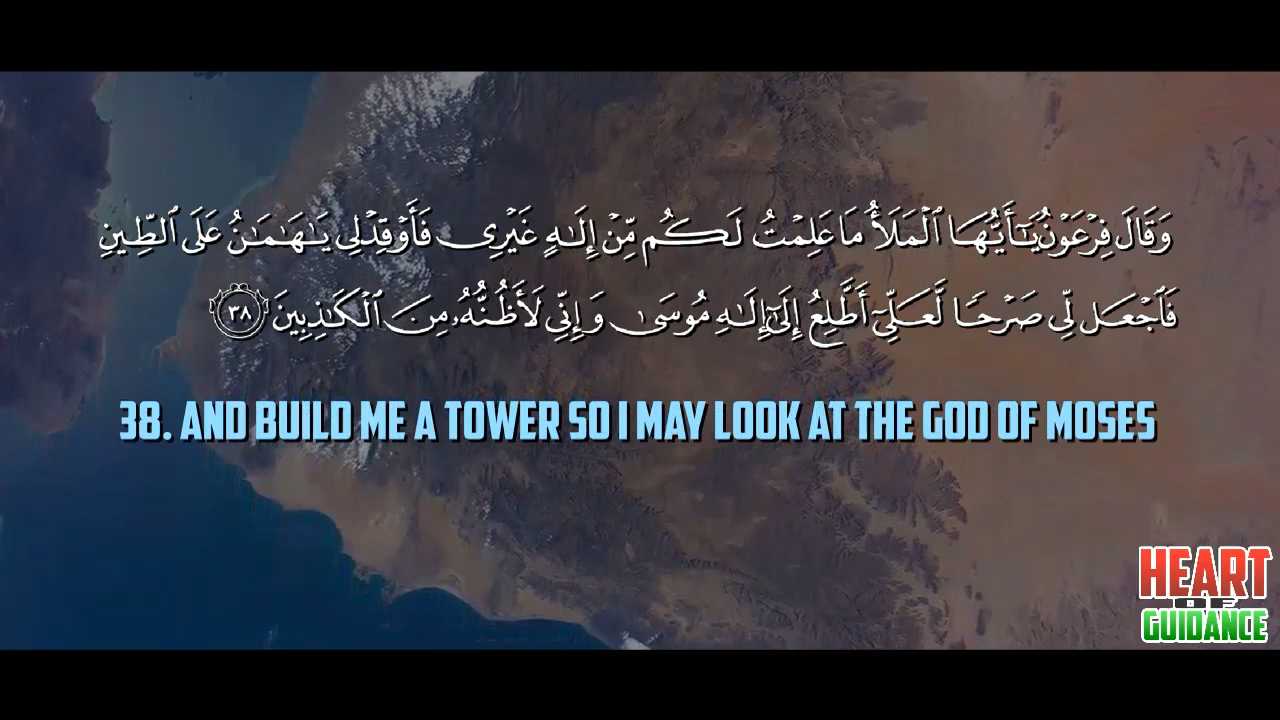 وَقَالَ فِرْعَوْنُ يَـٰٓأَيُّهَا ٱلْمَلَأُ مَا عَلِمْتُ لَكُم مِّنْ إِلَـٰهٍ غَيْرِى فَأَوْقِدْ لِى يَـٰهَـٰمَـٰنُ عَلَى ٱلطِّينِ
فَٱجْعَل لِّى صَرْحًا لَّعَلِّىٓ أَطَّلِعُ إِلَىٰٓ إِلَـٰهِ مُوسَىٰ وَإِنِّى لَأَظُنُّهُۥ مِنَ ٱلْكَـٰذِبِينَ ٣٨
38. AND BUILD ME A TOWER SO I MAY LOOK AT THE GOD OF MOSES
HEART
OF
GUIDANCE